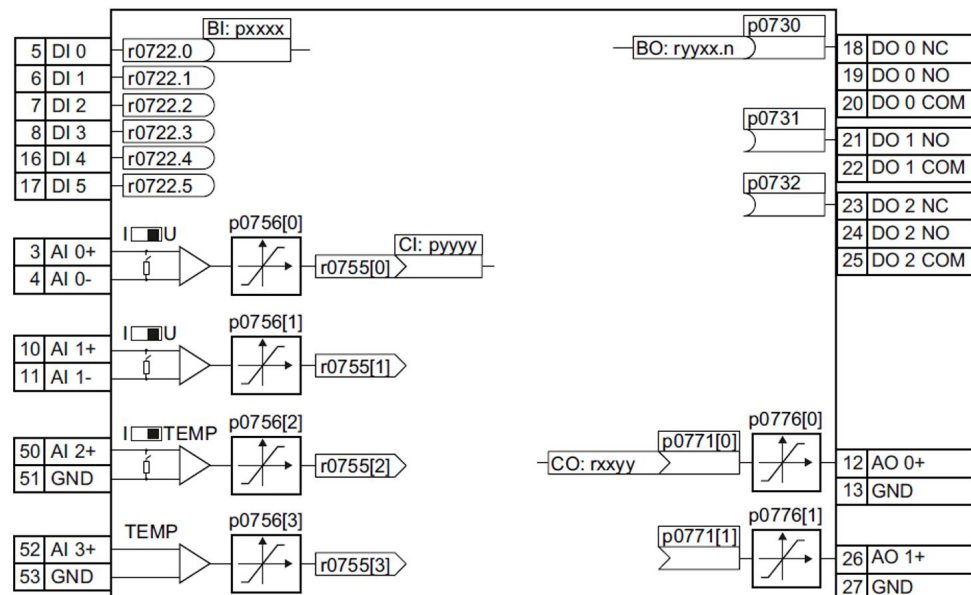 BI: pxxxx
5 DI 0 r0722.0
6 DI 1 r0722.1
7 DI 2 r0722.2
8 DI 3 r0722.3
16 DI 4 r0722.4
17 DI 5 r0722.5
I U p0756[0]
CI: pyyyy
3 AI 0+
r0755[0]
4 AI 0-
I U p0756[1]
10 AI 1+
r0755[1]
11 AI 1-
I TEMP p0756[2]
50 AI 2+
r0755[2]
51 GND
TEMP p0756[3]
52 AI 3+
r0755[3]
53 GND
p0730
BO: ryyxx.n
18 DO 0 NC
19 DO 0 NO
20 DO 0 COM
p0731
21 DO 1 NO
22 DO 1 COM
p0732
23 DO 2 NC
24 DO 2 NO
25 DO 2 COM
p0771[0] p0776[0]
CO: rxxyy
12 AO 0+
13 GND
p0771[1] p0776[1]
26 AO 1+
27 GND